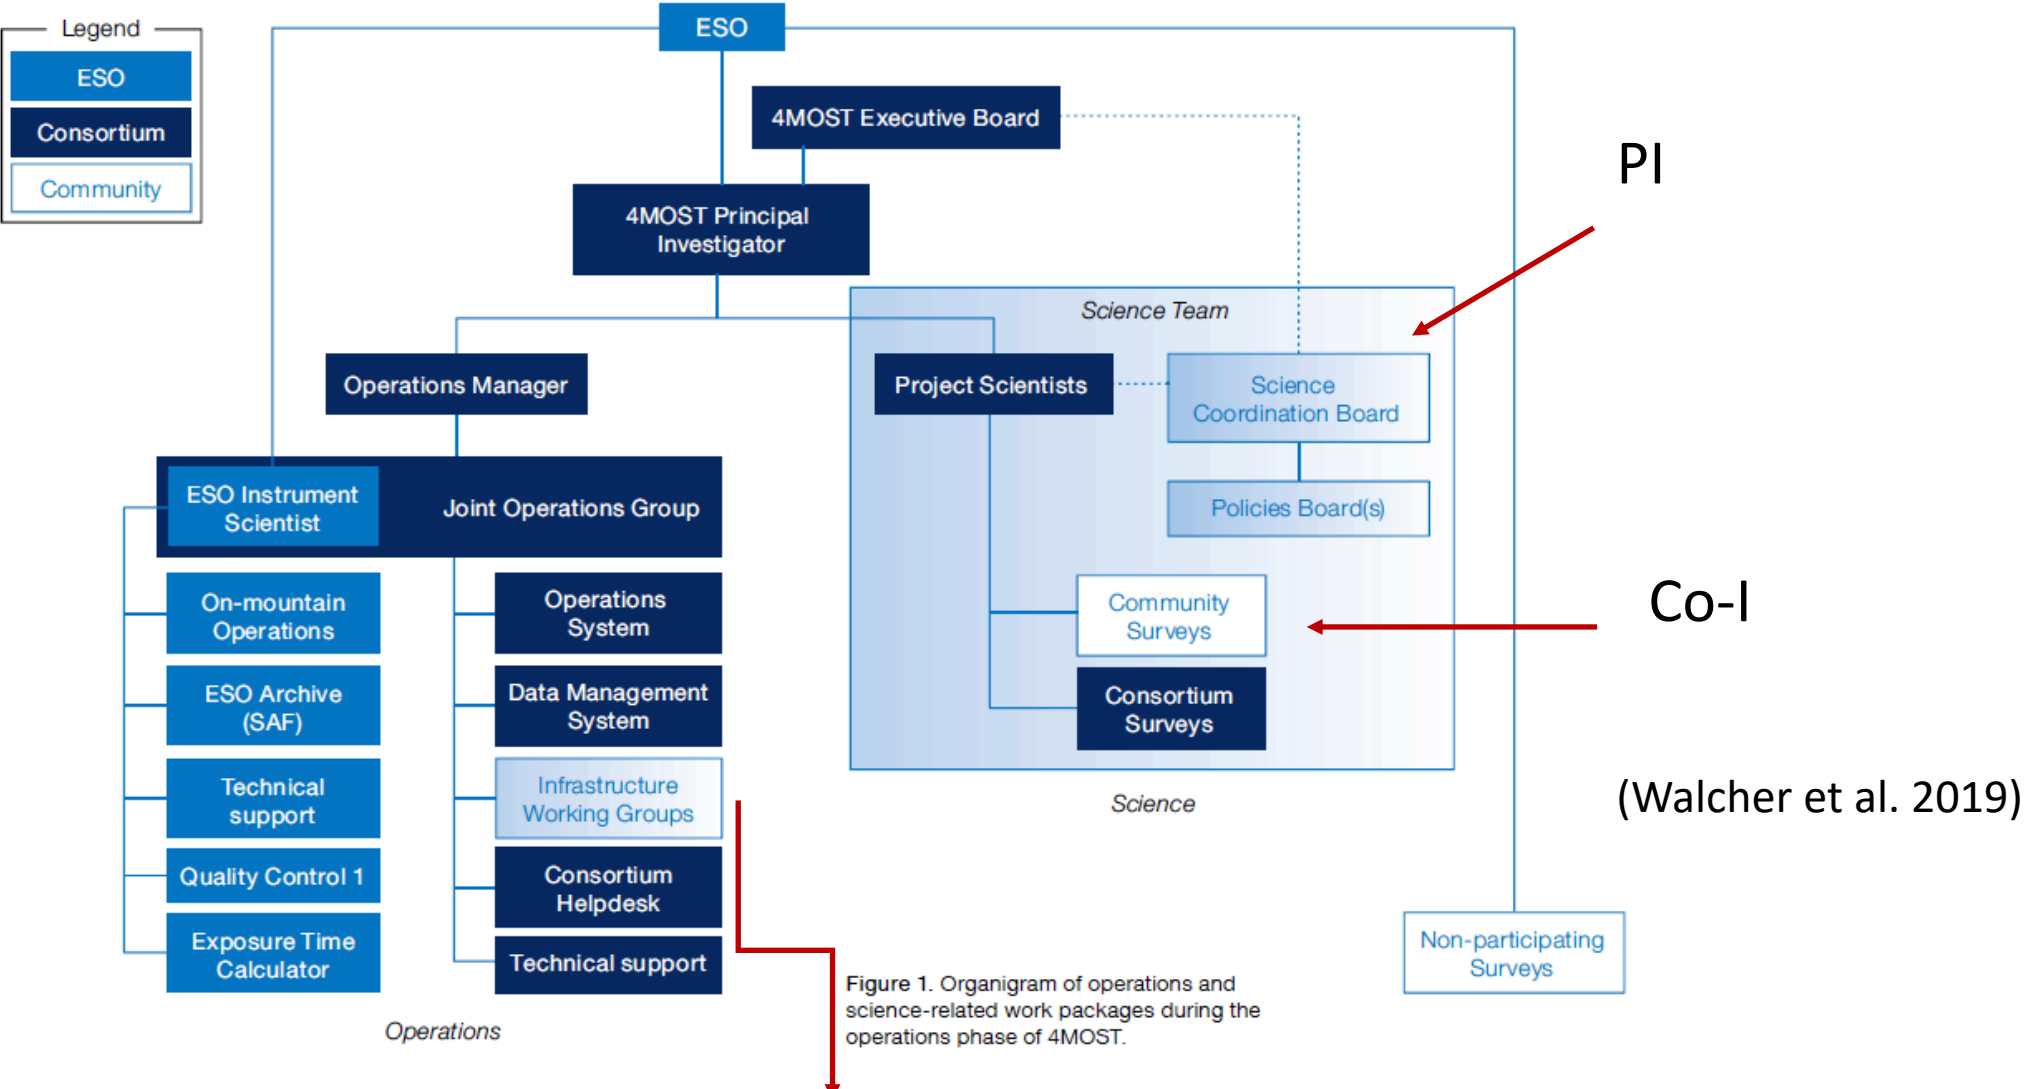 Legend
ESO
Consortium
Community
ESO
4MOST Executive Board
4MOST Principal
Investigator
PI
Science Team
Operations Manager
Project Scientists
Science
Coordination Board
ESO Instrument
Scientist
Joint Operations Group
Policies Board(s)
On-mountain
Operations
Operations
System
Community
Surveys
Co-I
ESO Archive
(SAF)
Data Management
System
Consortium
Surveys
Technical
support
Infrastructure
Working Groups
Science
(Walcher et al. 2019)
Quality Control 1
Consortium
Helpdesk
Exposure Time
Calculator
Technical support
Non-participating
Surveys
Figure 1. Organigram of operations and
science-related work packages during the
operations phase of 4MOST.
Operations